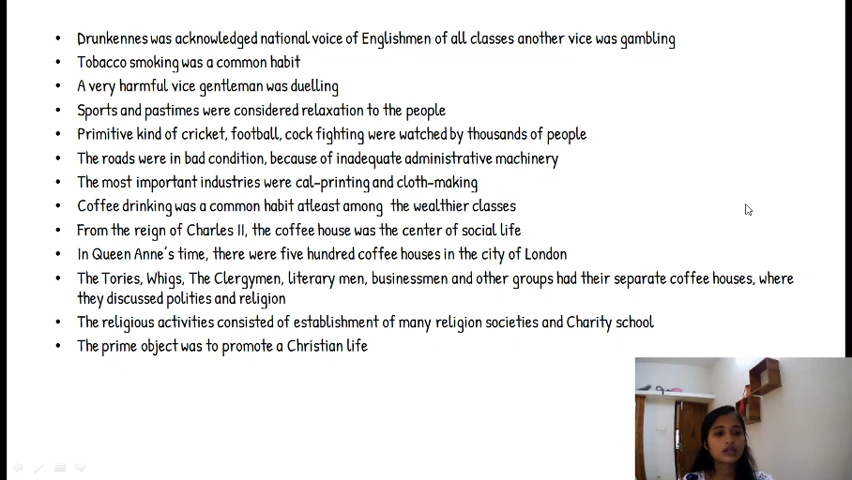 • Drunkennes was acknowledged national voice of Englishmen of all classes another vice was gambling
• Tobacco smoking was a common habit
• A very harmful vice gentleman was duelling
• Sports and pastimes were considered relaxation to the people
• Primitive kind of cricket, football, cock fighting were watched by thousands of people
• The roads were in bad condition, because of inadequate administrative machinery
• The most important industries were cal-printing and cloth-making
• Coffee drinking was a common habit atleast among the wealthier classes
• From the reign of Charles II, the coffee house was the center of social life
• In Queen Anne's time, there were five hundred coffee houses in the city of London
• The Tories, Whigs, The Clergymen, literary men, businessmen and other groups had their separate coffee houses, where
they discussed polities and religion
• The religious activities consisted of establishment of many religion societies and Charity school
• The prime object was to promote a Christian life